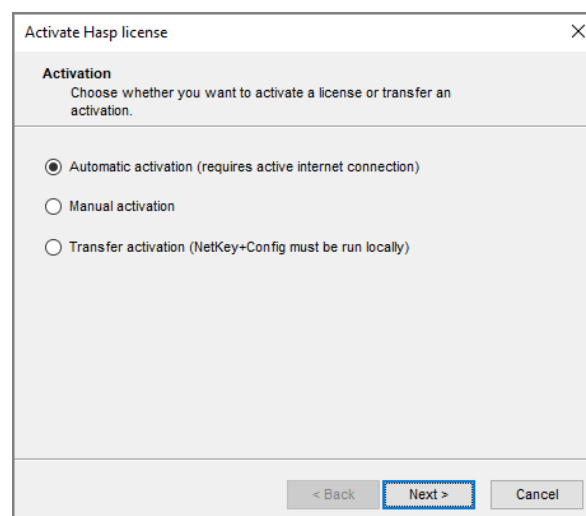 Activate Hasp license
Activation
Choose whether you want to activate a license or transfer an
activation.
Automatic activation (requires active internet connection)
Manual activation
Transfer activation (NetKey+Config must be run locally)
< Back Next > Cancel